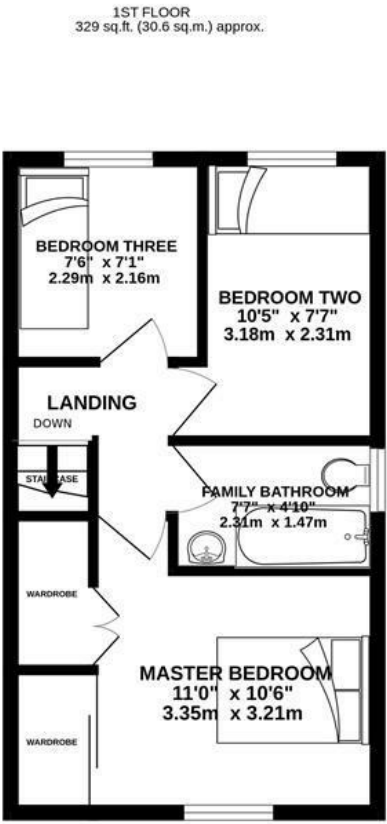 1ST FLOOR
329 sq.ft. (30.6 sq.m.) approx.
BEDROOM THREE
7'6" x 7'1"
2.29m x 2.16m
BEDROOM TWO
10'5" x 7'7"
3.18m x 2.31m
LANDING
DOWN
STAIRCASE
FAMILY BATHROOM
7'7" x 4'10"
2.31m x 1.47m
WARDROBE
MASTER BEDROOM
11'0" x 10'6"
3.35m x 3.21m
WARDROBE